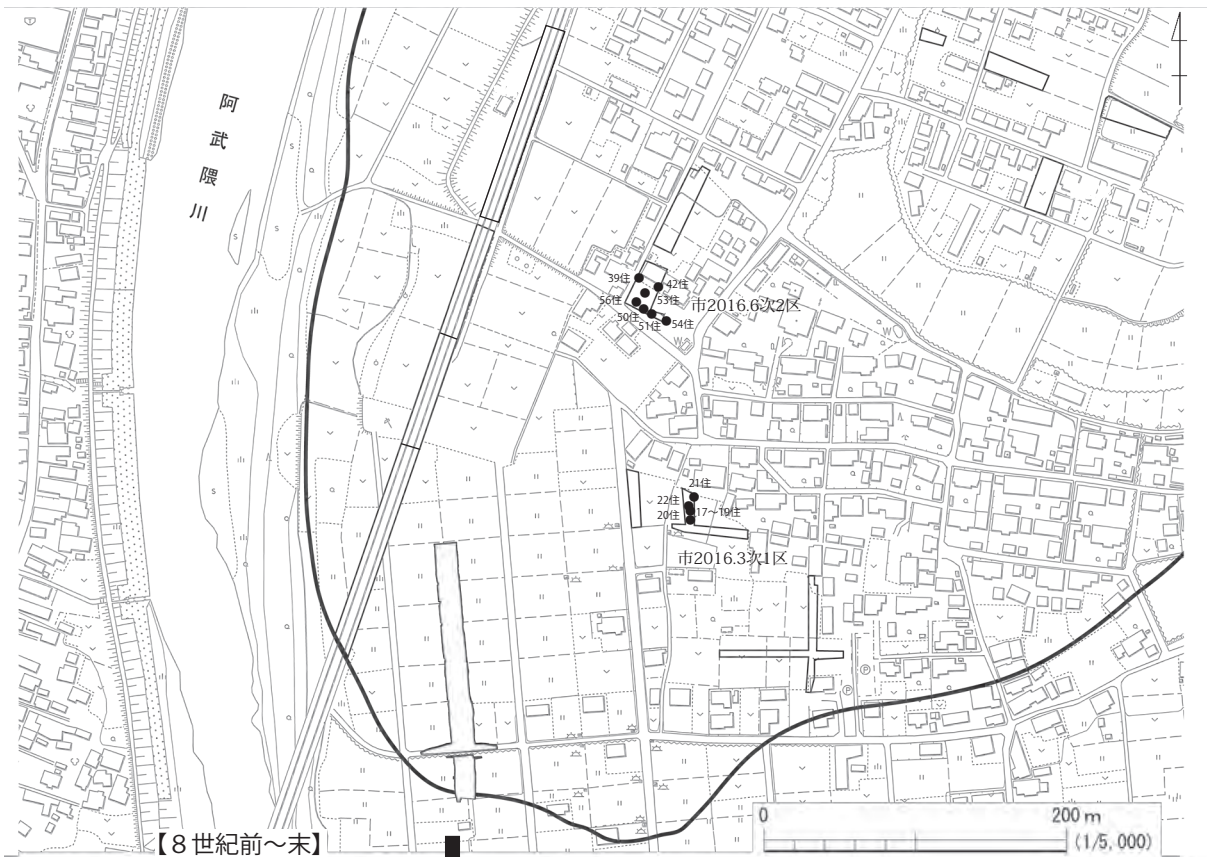 阿武隈川
39住
42住
56住
53住
市2016.6次2区
50住
51住
54住
W
W
21住
22住
17～19住
20住
市2016.3次1区
P
P
【８世紀前～末】
0 200 m
(1/5,000)